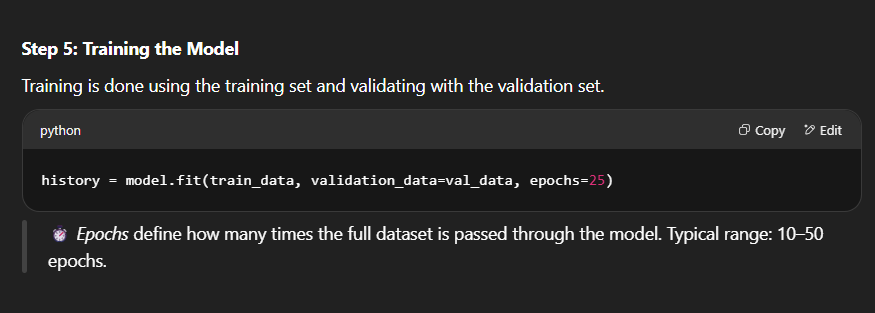 Step 5: Training the Model
Training is done using the training set and validating with the validation set.
python
Copy
Edit
history = model.fit(train_data, validation_data=val_data, epochs=25)
Epochs define how many times the full dataset is passed through the model. Typical range: 10–50
epochs.